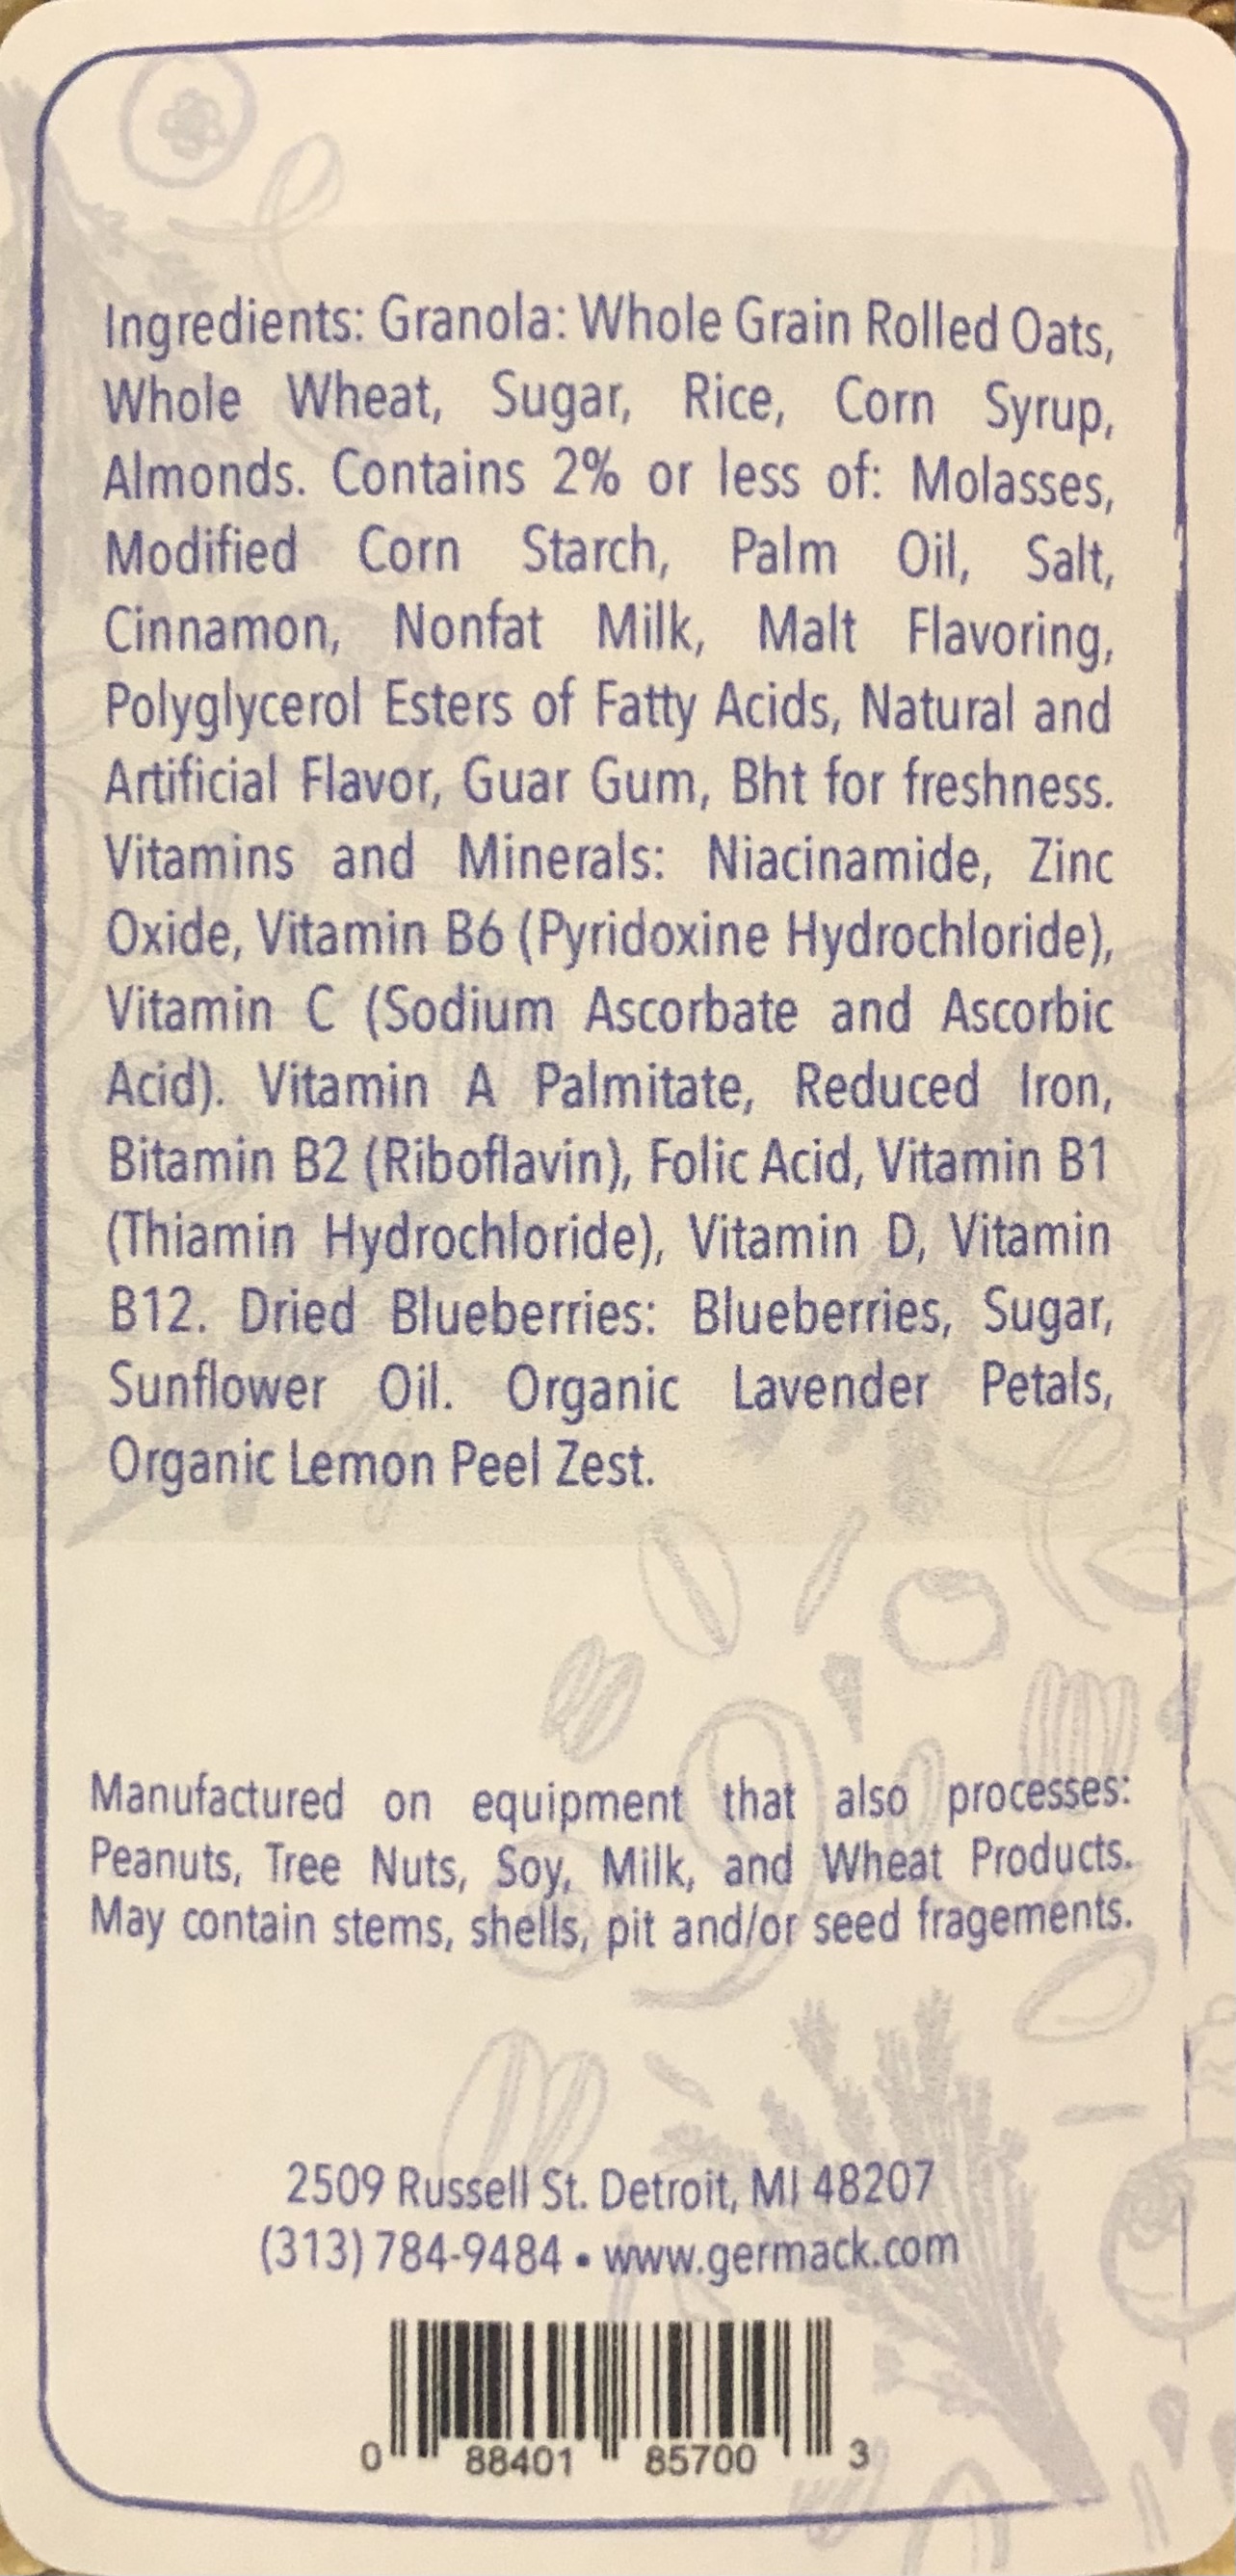 Ingredients: Granola: Whole Grain Rolled Oats,
Whole Wheat, Sugar, Rice, Corn Syrup,
Almonds. Contains 2% or less of: Molasses,
Modified Corn Starch, Palm Oil, Salt,
Cinnamon, Nonfat Milk, Malt Flavoring,
Polyglycerol Esters of Fatty Acids, Natural and
Artificial Flavor, Guar Gum, Bht for freshness.
Vitamins and Minerals: Niacinamide, Zinc
Oxide, Vitamin B6 (Pyridoxine Hydrochloride),
Vitamin C (Sodium Ascorbate and Ascorbic
Acid). Vitamin A Palmitate, Reduced Iron,
Bitamin B2 (Riboflavin), Folic Acid, Vitamin B1
(Thiamin Hydrochloride), Vitamin D, Vitamin
B12. Dried Blueberries: Blueberries, Sugar,
Sunflower Oil. Organic Lavender Petals,
Organic Lemon Peel Zest.
Manufactured on equipment that also processes:
Peanuts, Tree Nuts, Soy, Milk, and Wheat Products.
May contain stems, shells, pit and/or seed fragements.
2509 Russell St. Detroit, MI 48207
(313) 784-9484 • www.germack.com
0 88401 85700 3